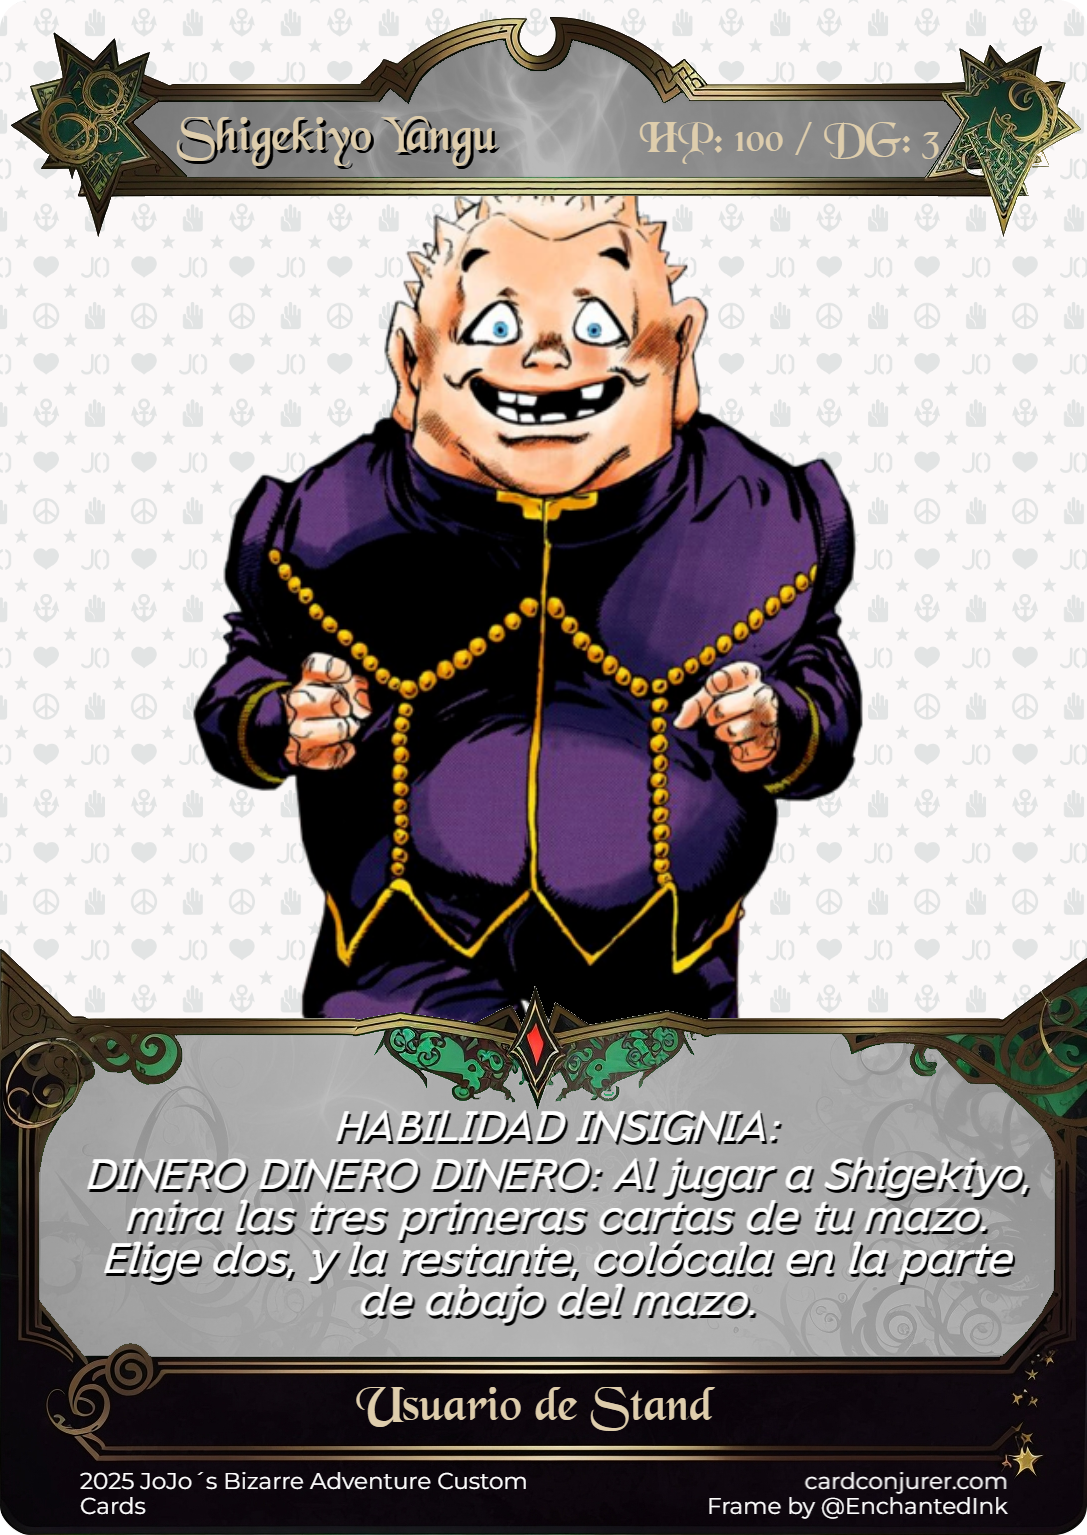 Shigekiyo Yangu
HP: 100 / DG: 3
HABILIDAD INSIGNIA:
DINERO DINERO DINERO: Al jugar a Shigekiyo,
mira las tres primeras cartas de tu mazo.
Elige dos, y la restante, colócala en la parte
de abajo del mazo.
Usuario de Stand
2025 JoJo´s Bizarre Adventure Custom
Cards
cardconjurer.com
Frame by @EnchantedInk